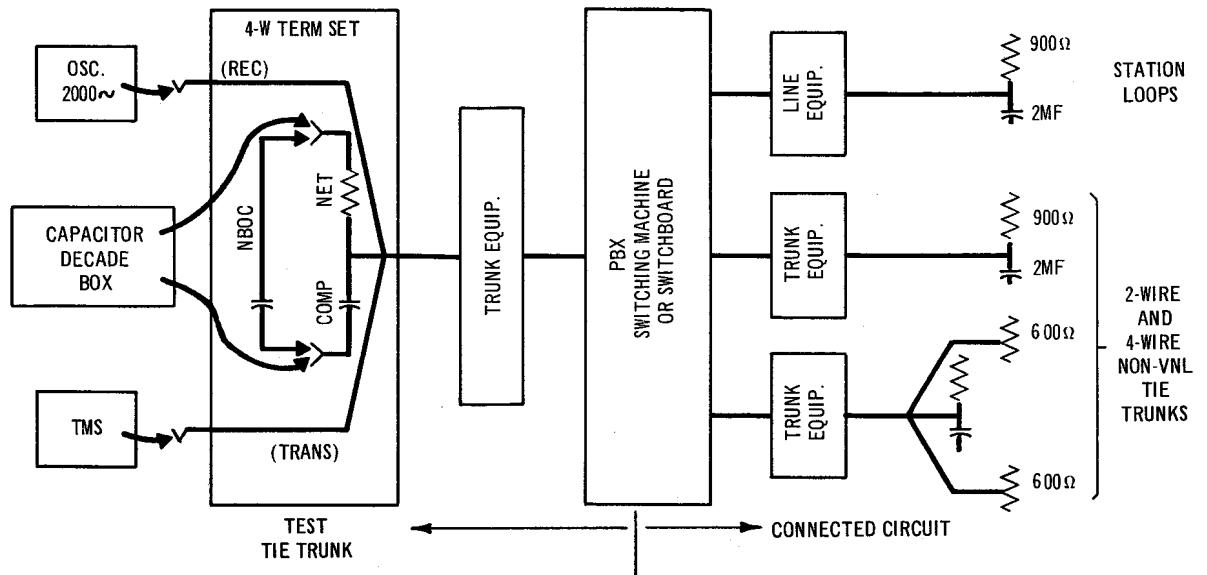 4-W TERM SET
OSC.
2000~
(REC)
CAPACITOR
DECADE
BOX
NBOC
NET
COMP
TMS
(TRANS)
TEST
TIE TRUNK
TRUNK EQUIP.
PBX
SWITCHING MACHINE
OR SWITCHBOARD
LINE
EQUIP.
900Ω
2MF
STATION
LOOPS
TRUNK
EQUIP.
900Ω
2MF
TRUNK
EQUIP.
600Ω
600Ω
2-WIRE
AND
4-WIRE
NON-VNL
TIE
TRUNKS
CONNECTED CIRCUIT